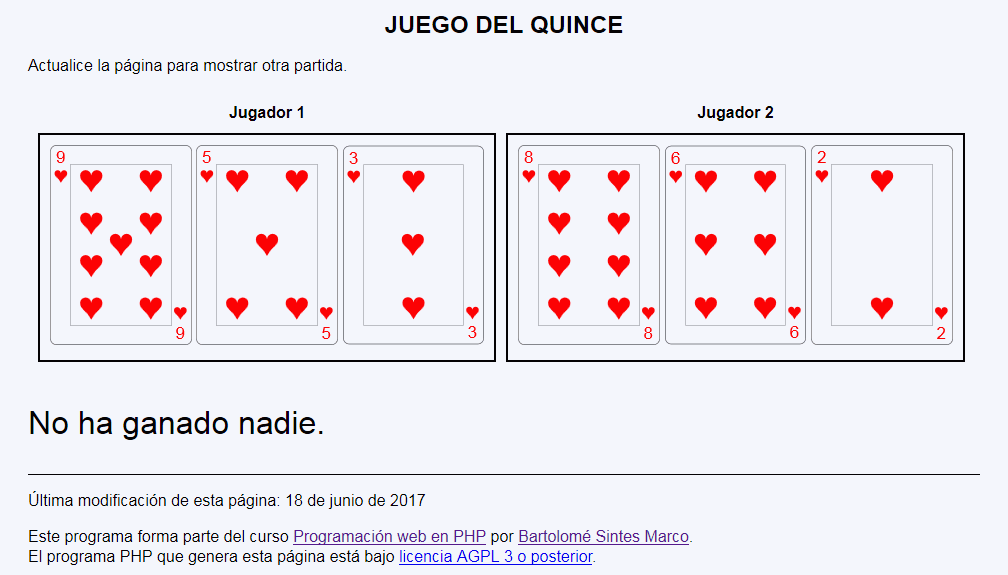 JUEGO DEL QUINCE
Actualice la página para mostrar otra partida.
Jugador 1
Jugador 2
9 5 3 8 6 2
9 5 3 8 6 2
No ha ganado nadie.
Última modificación de esta página: 18 de junio de 2017
Este programa forma parte del curso Programación web en PHP por Bartolomé Sintes Marco.
El programa PHP que genera esta página está bajo licencia AGPL 3 o posterior.